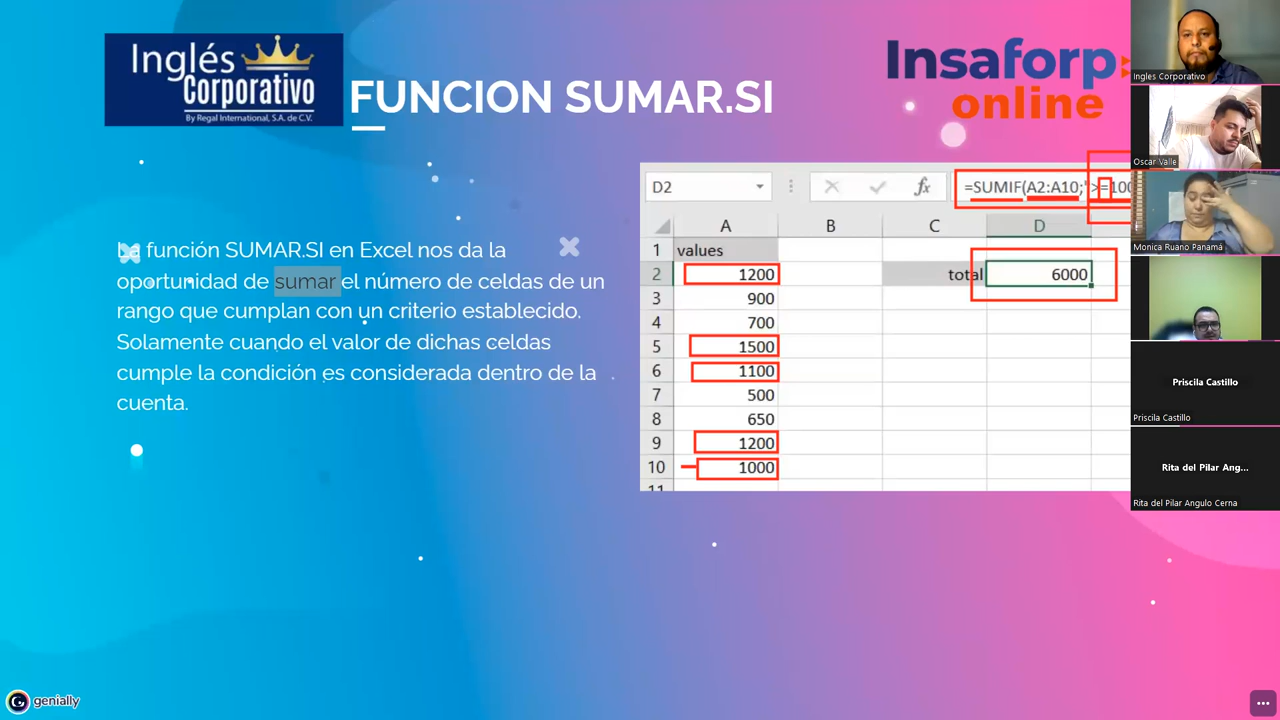 Inglés
Corporativo
By Regal International, S.A. de C.V.
FUNCION SUMAR.SI
Insaforp
online
La función SUMAR.SI en Excel nos da la
oportunidad de sumar el número de celdas de un
rango que cumplan con un criterio establecido.
Solamente cuando el valor de dichas celdas
cumple la condición es considerada dentro de la
cuenta.
D2
fx
=SUMIF(A2:A10;">=100
A B C D
1 values
2 1200 total 6000
3 900
4 700
5 1500
6 1100
7 500
8 650
9 1200
10 1000
11
Ingles Corporativo
Oscar Valle
Monica Ruano Panamá
Priscila Castillo
Priscila Castillo
Rita del Pilar Ang...
Rita del Pilar Angulo Cerna
genially